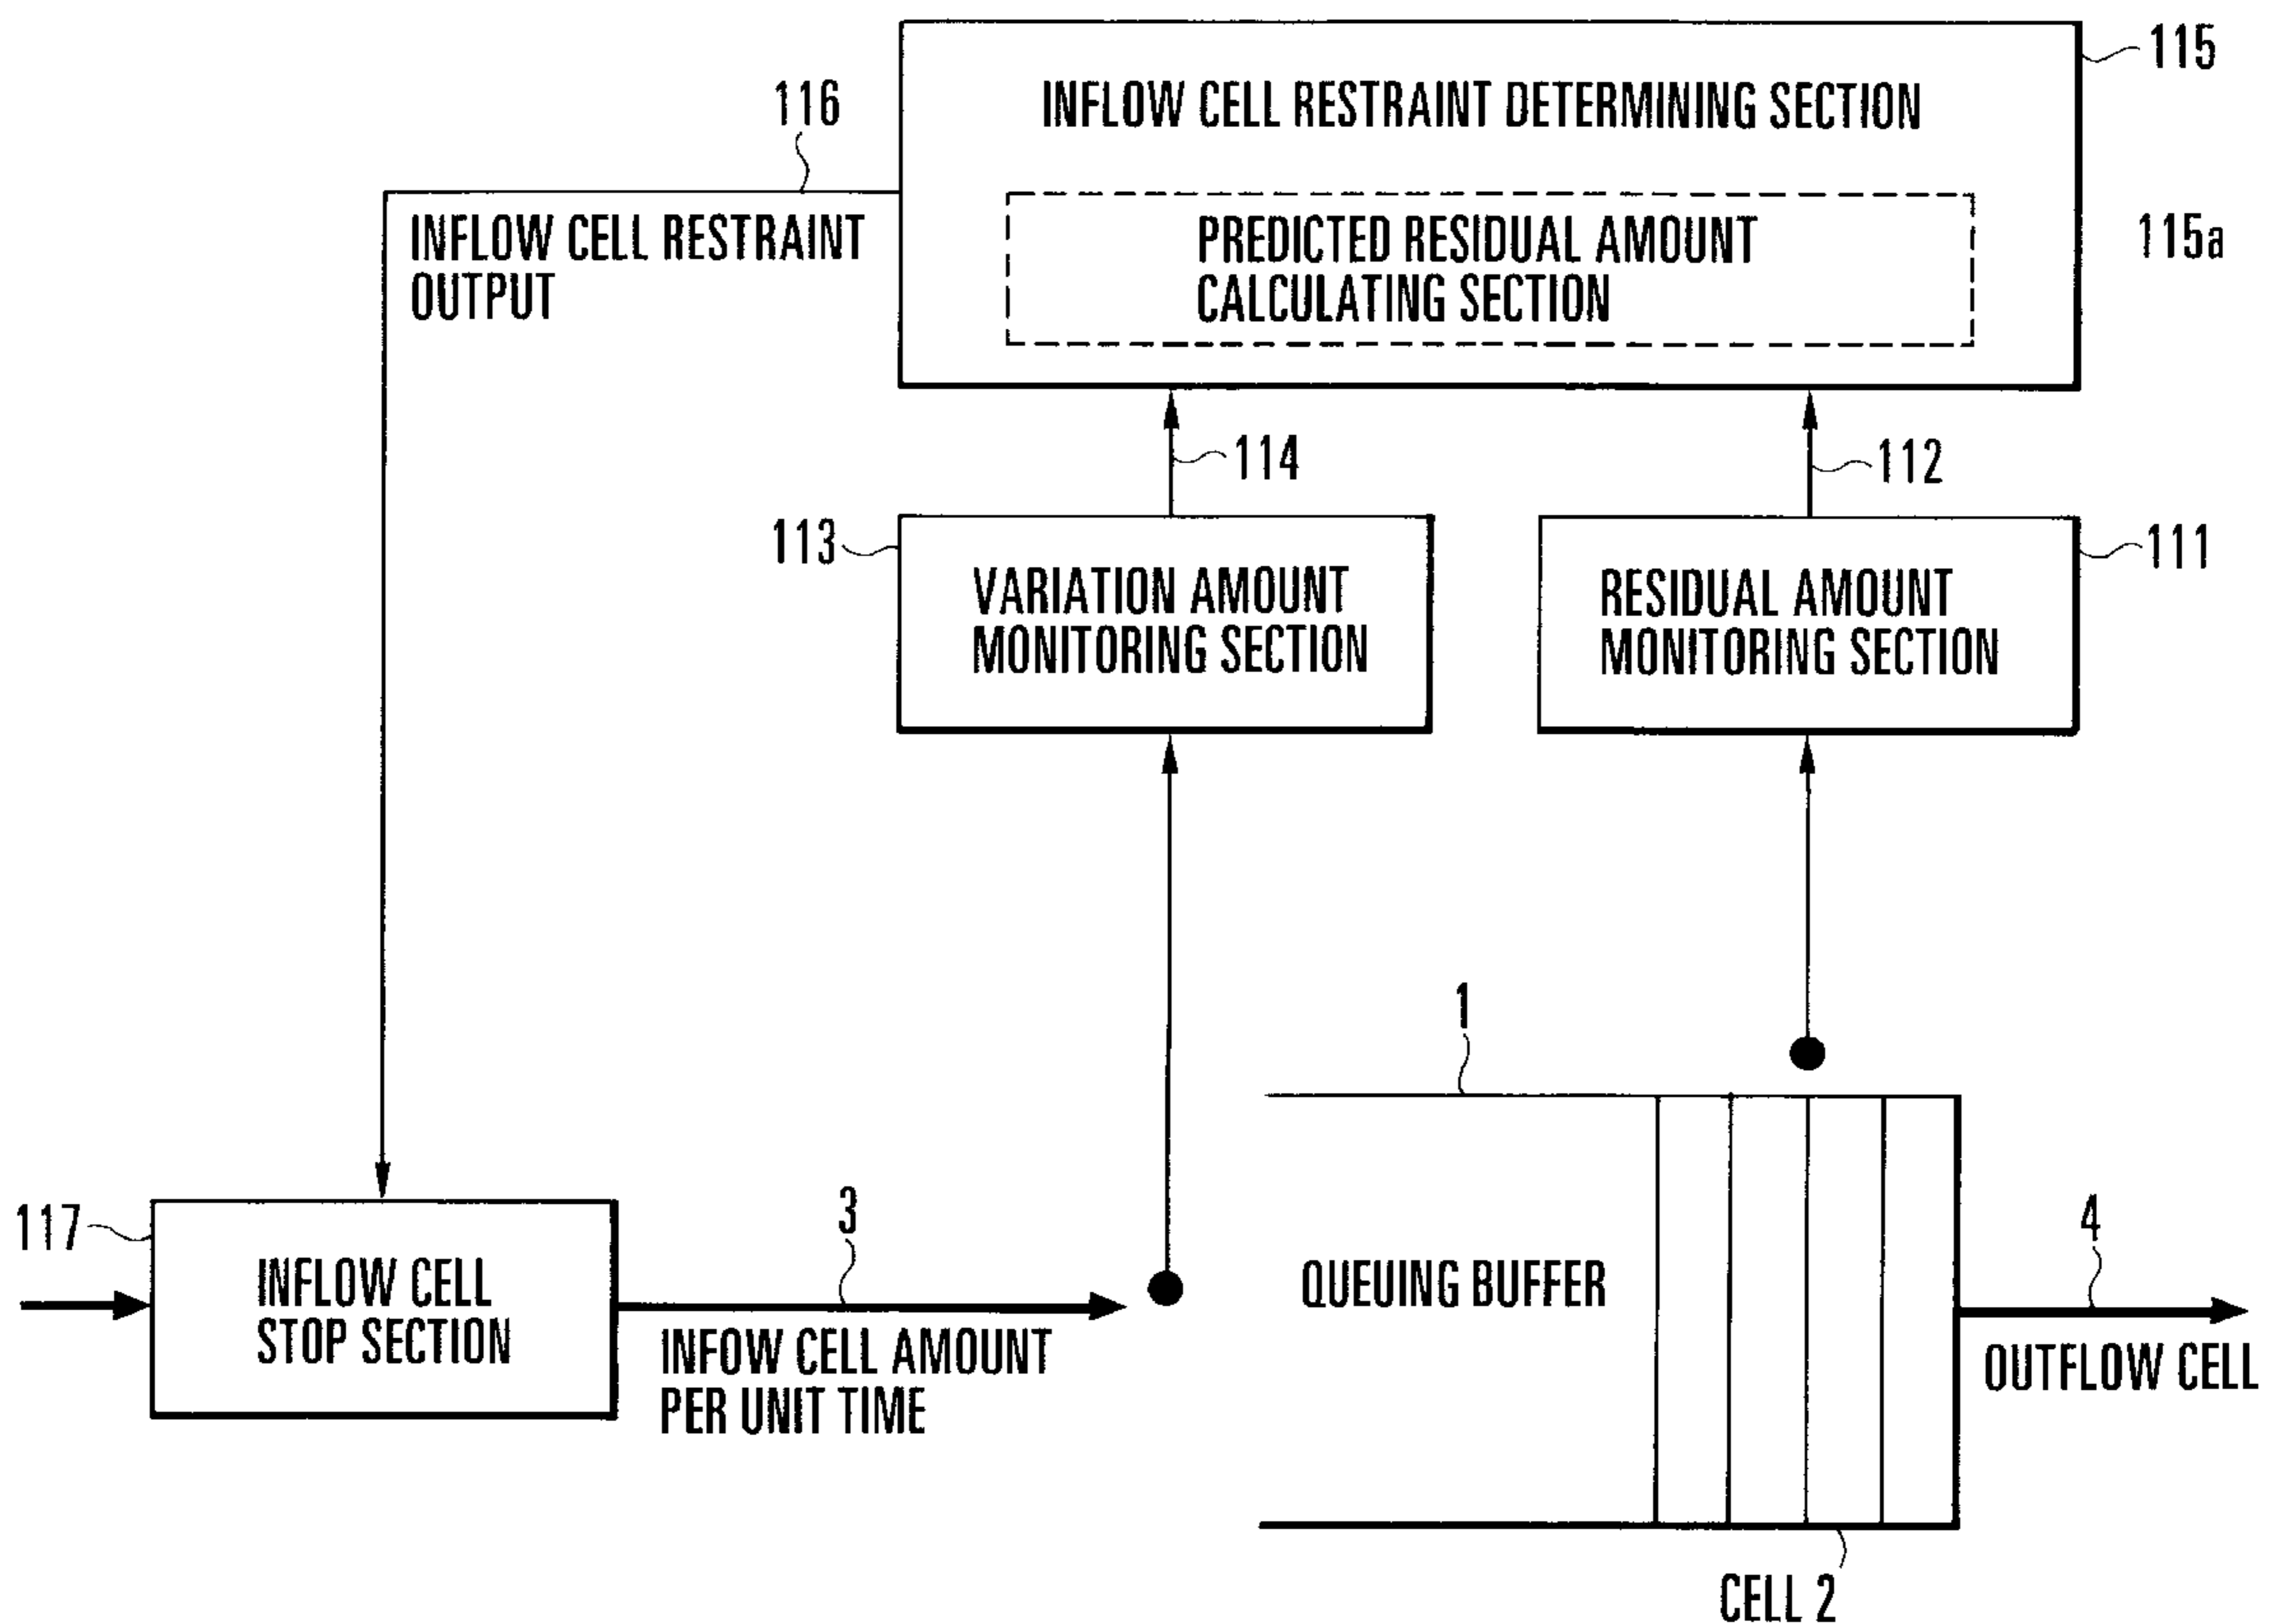 115
INFLOW CELL RESTRAINT DETERMINING SECTION
116
INFLOW CELL RESTRAINT
OUTPUT
PREDICTED RESIDUAL AMOUNT
CALCULATING SECTION
115a
114
112
113
VARIATION AMOUNT
MONITORING SECTION
RESIDUAL AMOUNT
MONITORING SECTION
111
1
117
INFLOW CELL
STOP SECTION
3
INFOW CELL AMOUNT
PER UNIT TIME
QUEUING BUFFER
4
OUTFLOW CELL
CELL 2